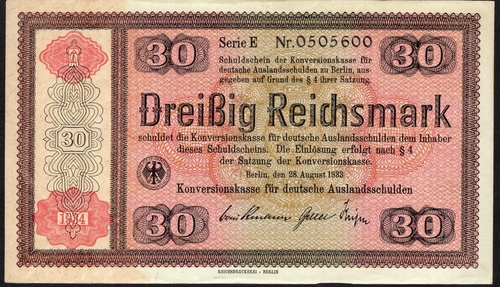 30 Serie E Nr.0505600 30
Schuldschein der Konversionskasse für
deutsche Auslandsschulden zu Berlin, aus-
gegeben auf Grund des § 4 ihrer Satzung.
Dreißig Reichsmark
schuldet die Konversionskasse für deutsche Auslandsschulden dem Inhaber
dieses Schuldscheins. Die Einlösung erfolgt nach § 4
der Satzung der Konversionskasse.
Berlin, den 28. August 1933
Konversionskasse für deutsche Auslandsschulden
30
30
30
REICHSDRUCKEREI - BERLIN